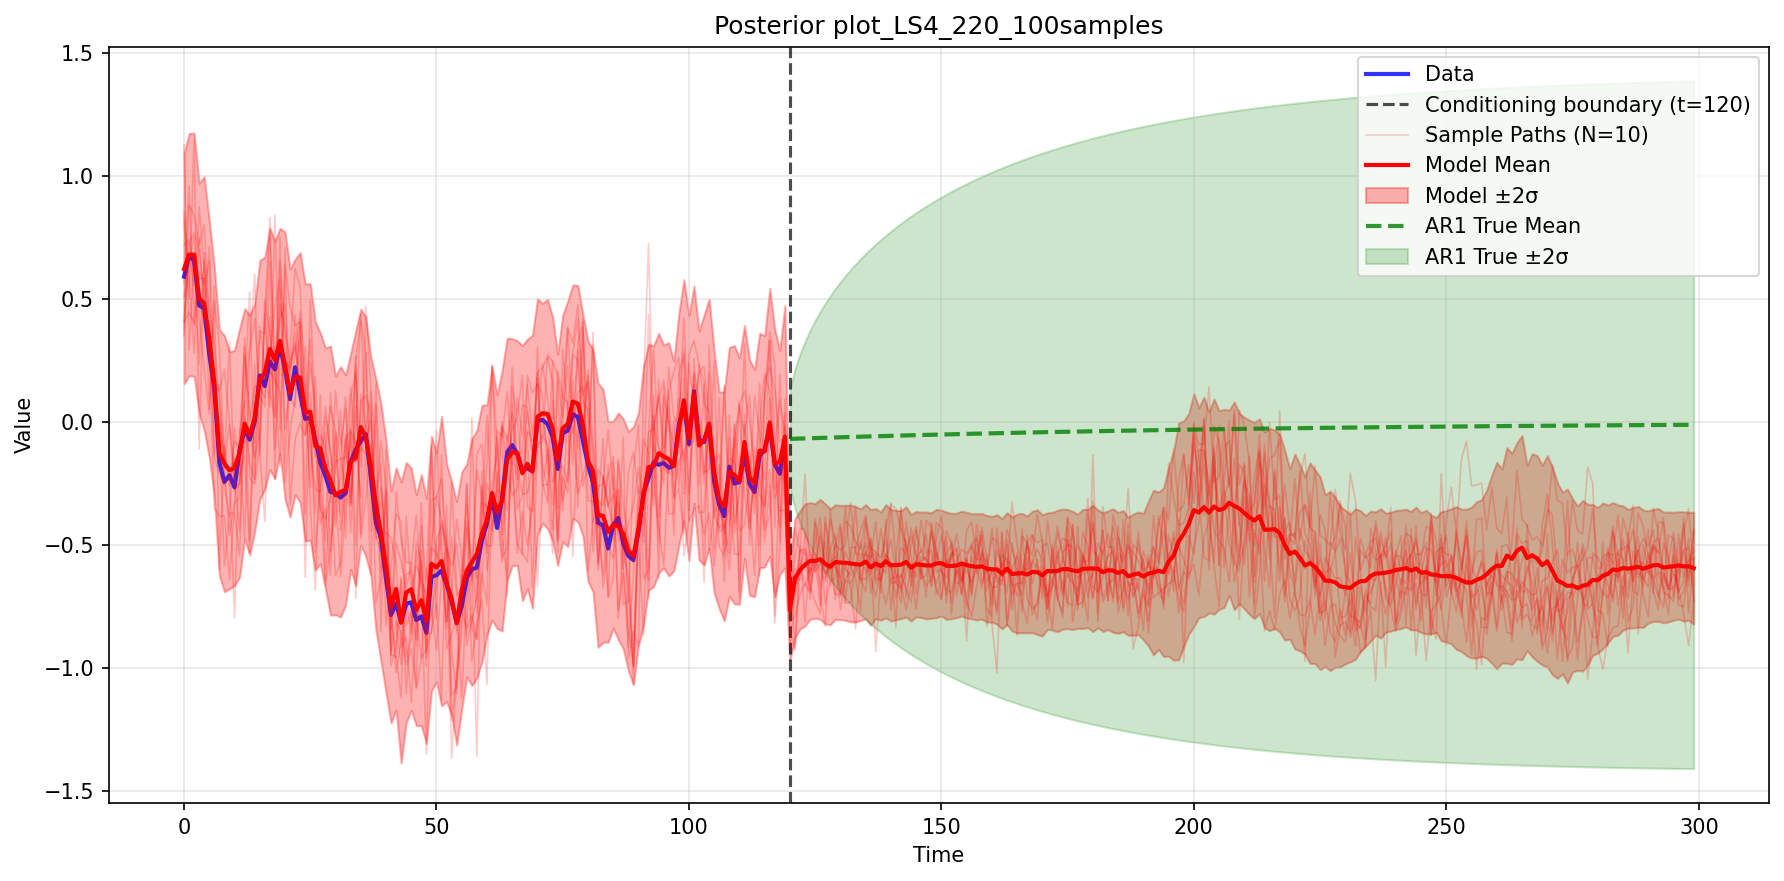 Posterior plot_LS4_220_100samples
1.5
1.0
0.5
0.0
−0.5
−1.0
−1.5
Value
0
50
100
150
200
250
300
Time
Data
Conditioning boundary (t=120)
Sample Paths (N=10)
Model Mean
Model ±2σ
AR1 True Mean
AR1 True ±2σ